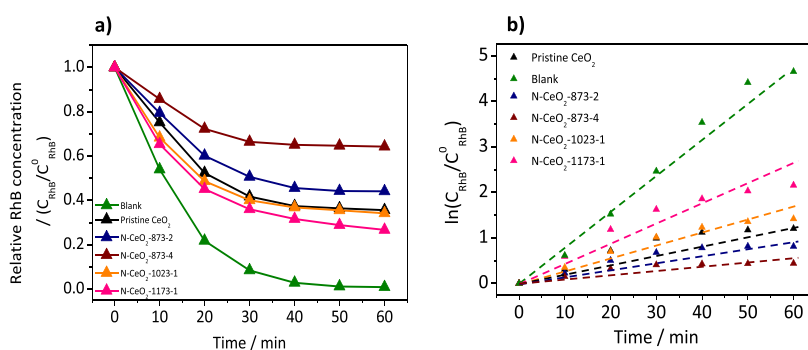 a)
Relative RhB concentration
/ (C_RhB/C^0_RhB)
1.0
0.8
0.6
0.4
0.2
0.0
Blank
Pristine CeO₂
N-CeO₂-873-2
N-CeO₂-873-4
N-CeO₂-1023-1
N-CeO₂-1173-1
0 10 20 30 40 50 60
Time / min
b)
ln(C_RhB/C^0_RhB)
5
4
3
2
1
0
Pristine CeO₂
Blank
N-CeO₂-873-2
N-CeO₂-873-4
N-CeO₂-1023-1
N-CeO₂-1173-1
0 10 20 30 40 50 60
Time / min